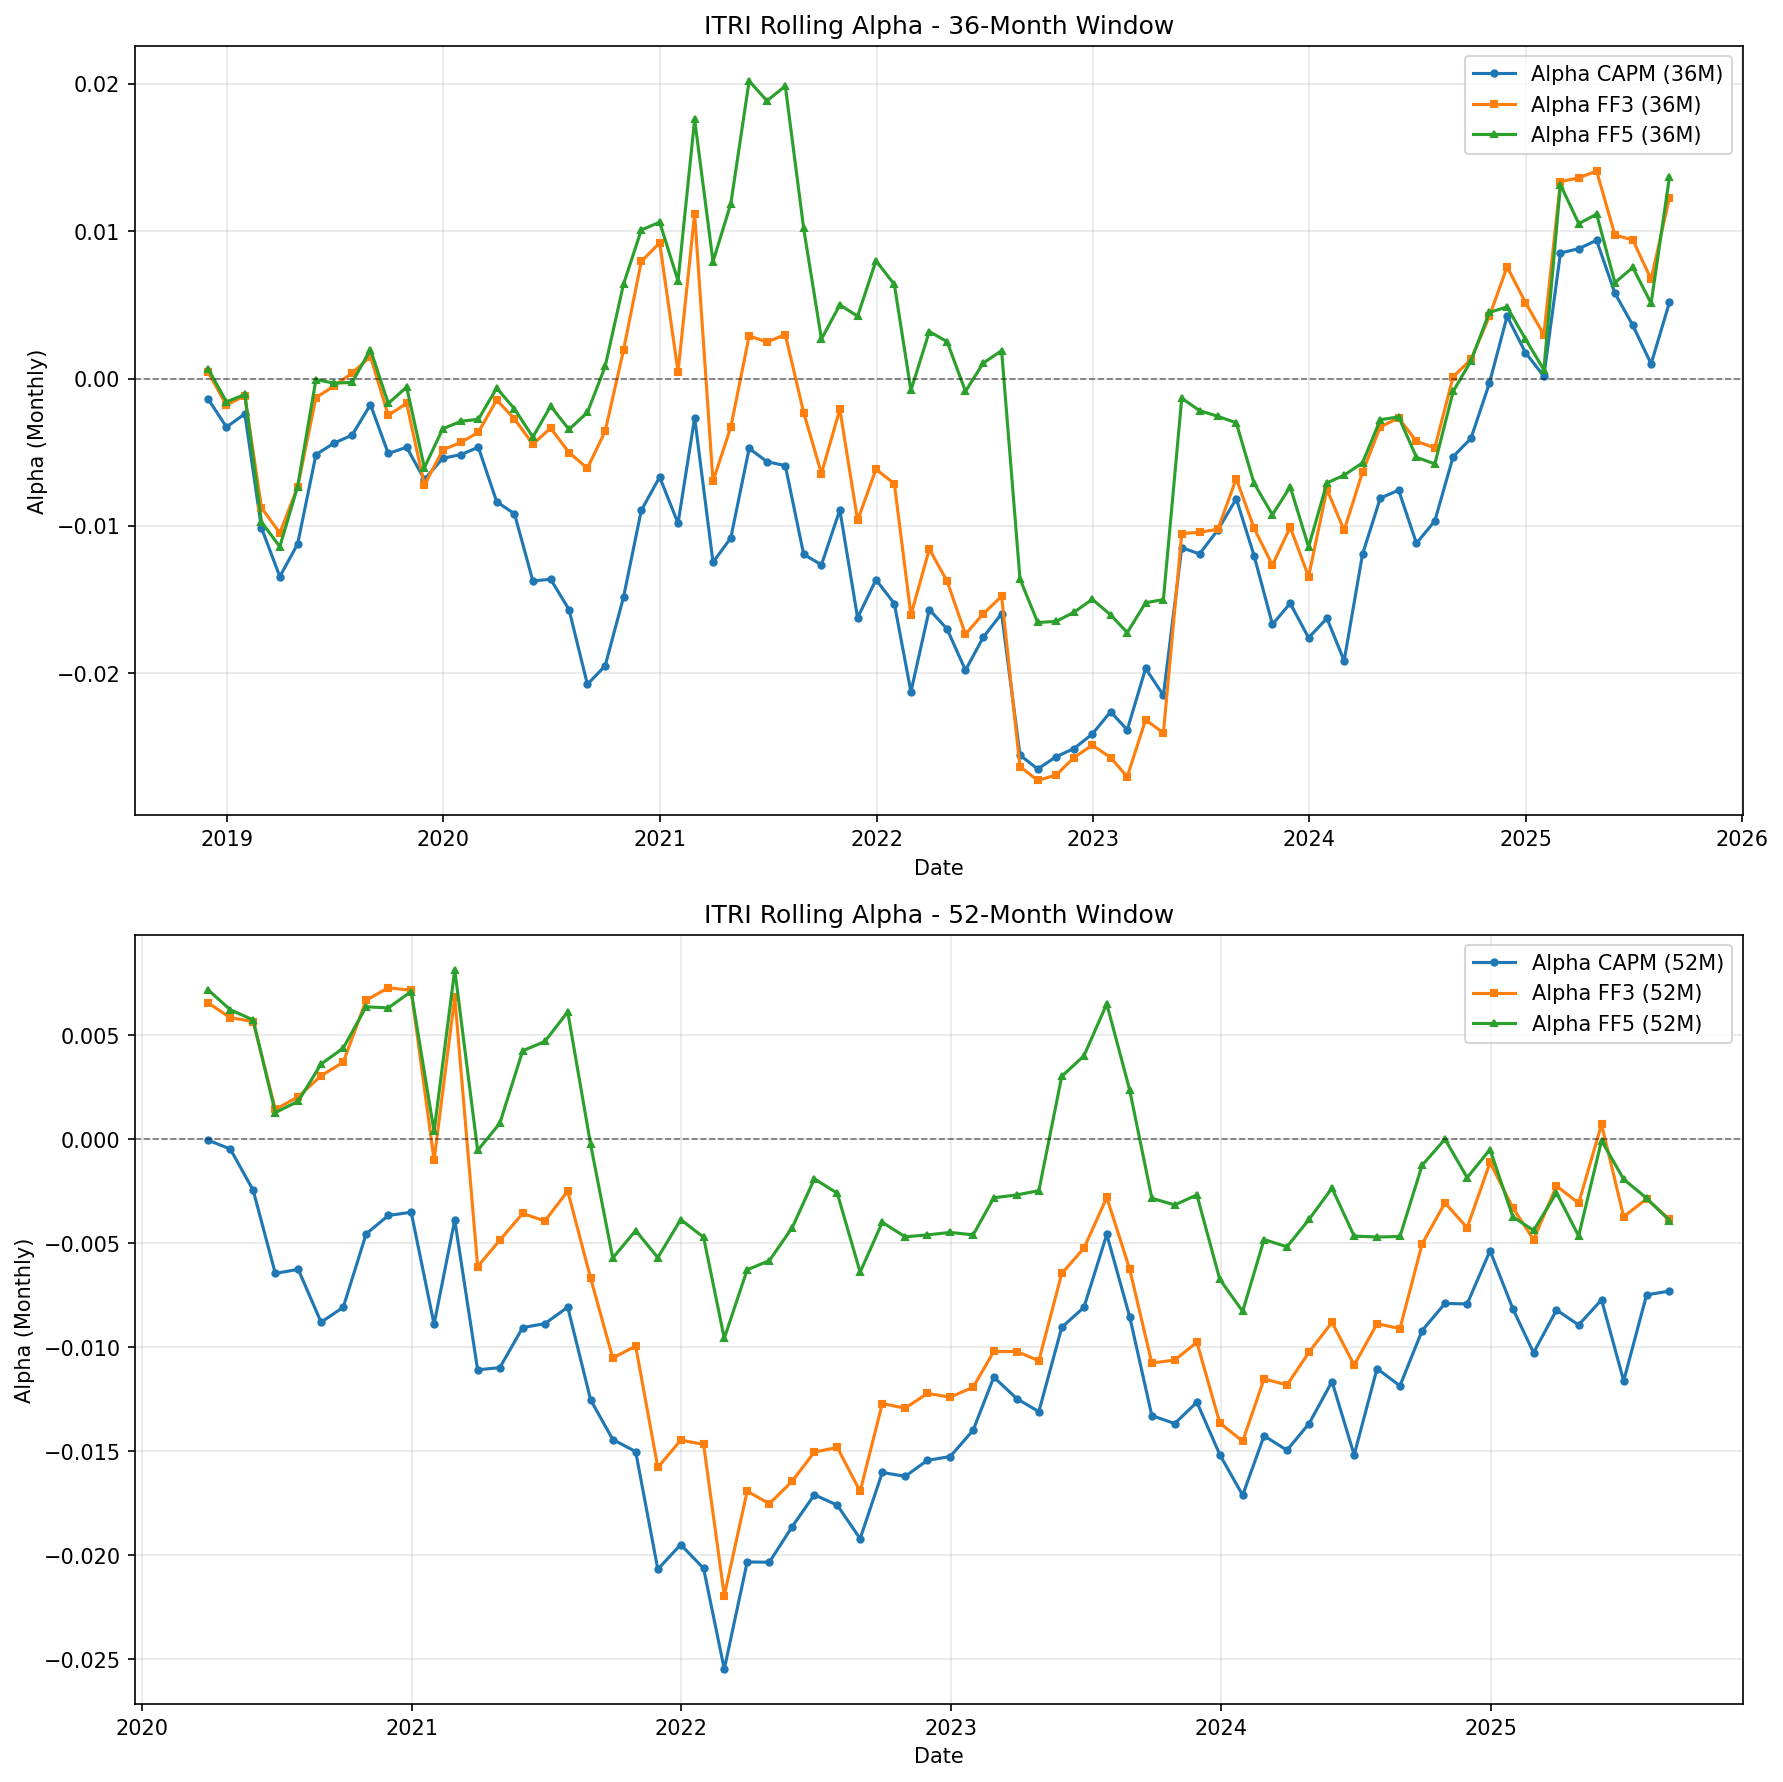 ITRI Rolling Alpha - 36-Month Window
Alpha CAPM (36M)
Alpha FF3 (36M)
Alpha FF5 (36M)
0.02
0.01
0.00
−0.01
−0.02
Alpha (Monthly)
2019 2020 2021 2022 2023 2024 2025 2026
Date
ITRI Rolling Alpha - 52-Month Window
Alpha CAPM (52M)
Alpha FF3 (52M)
Alpha FF5 (52M)
0.005
0.000
−0.005
−0.010
−0.015
−0.020
−0.025
Alpha (Monthly)
2020 2021 2022 2023 2024 2025
Date